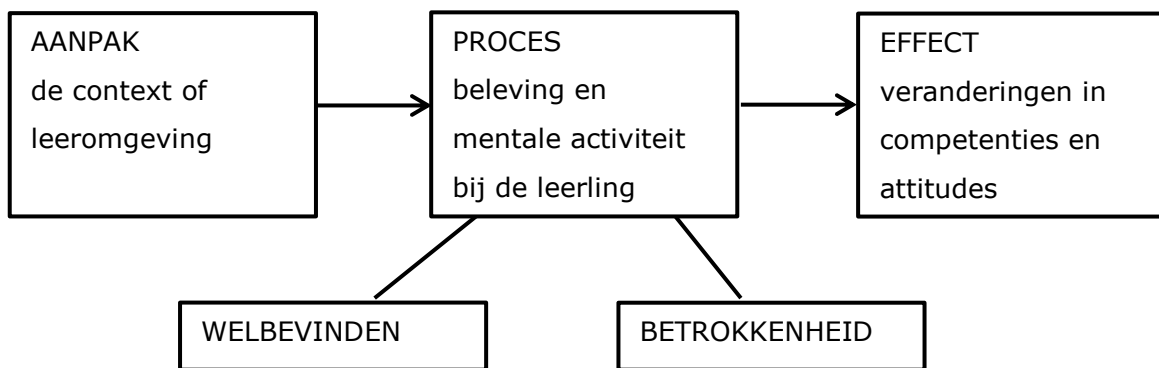 AANPAK
de context of
leeromgeving
PROCES
beleving en
mentale activiteit
bij de leerling
EFFECT
veranderingen in
competenties en
attitudes
WELBEVINDEN
BETROKKENHEID